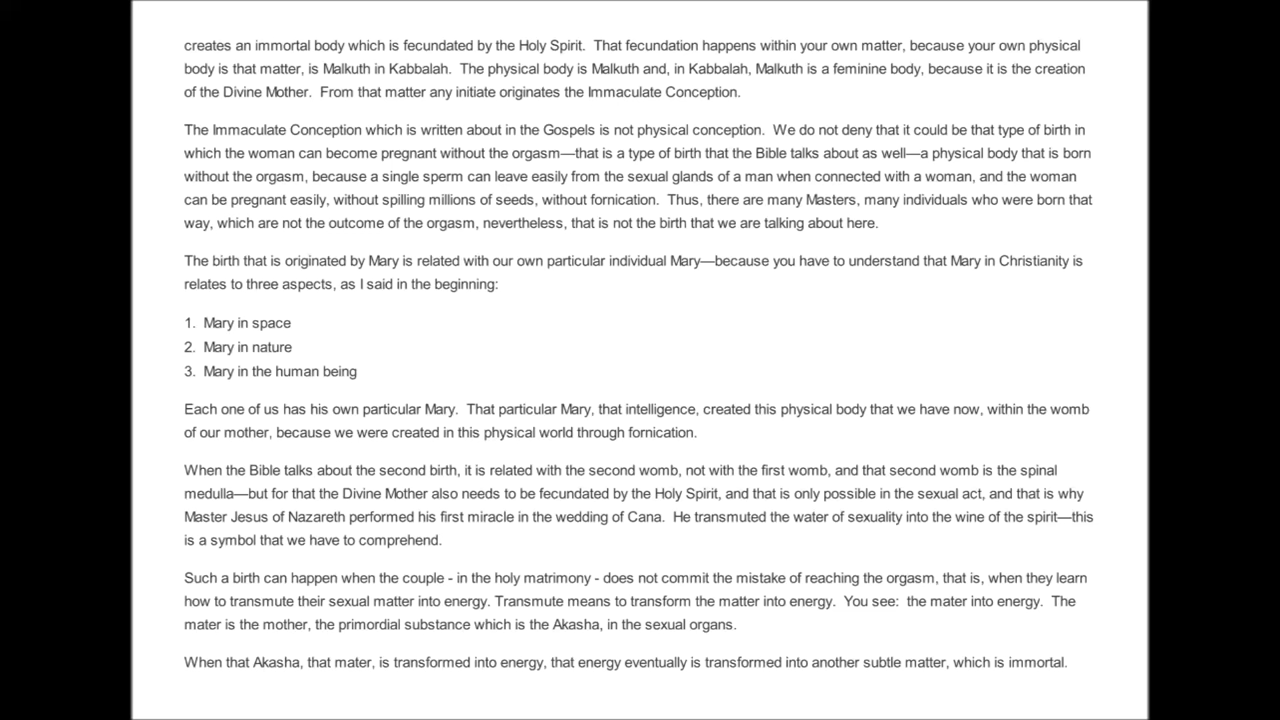 creates an immortal body which is fecundated by the Holy Spirit.  That fecundation happens within your own matter, because your own physical
body is that matter, is Malkuth in Kabbalah.  The physical body is Malkuth and, in Kabbalah, Malkuth is a feminine body, because it is the creation
of the Divine Mother.  From that matter any initiate originates the Immaculate Conception.
The Immaculate Conception which is written about in the Gospels is not physical conception.  We do not deny that it could be that type of birth in
which the woman can become pregnant without the orgasm—that is a type of birth that the Bible talks about as well—a physical body that is born
without the orgasm, because a single sperm can leave easily from the sexual glands of a man when connected with a woman, and the woman
can be pregnant easily, without spilling millions of seeds, without fornication.  Thus, there are many Masters, many individuals who were born that
way, which are not the outcome of the orgasm, nevertheless, that is not the birth that we are talking about here.
The birth that is originated by Mary is related with our own particular individual Mary—because you have to understand that Mary in Christianity is
relates to three aspects, as I said in the beginning:
1.  Mary in space
2.  Mary in nature
3.  Mary in the human being
Each one of us has his own particular Mary.  That particular Mary, that intelligence, created this physical body that we have now, within the womb
of our mother, because we were created in this physical world through fornication.
When the Bible talks about the second birth, it is related with the second womb, not with the first womb, and that second womb is the spinal
medulla—but for that the Divine Mother also needs to be fecundated by the Holy Spirit, and that is only possible in the sexual act, and that is why
Master Jesus of Nazareth performed his first miracle in the wedding of Cana.  He transmuted the water of sexuality into the wine of the spirit—this
is a symbol that we have to comprehend.
Such a birth can happen when the couple - in the holy matrimony - does not commit the mistake of reaching the orgasm, that is, when they learn
how to transmute their sexual matter into energy. Transmute means to transform the matter into energy.  You see:  the mater into energy.  The
mater is the mother, the primordial substance which is the Akasha, in the sexual organs.
When that Akasha, that mater, is transformed into energy, that energy eventually is transformed into another subtle matter, which is immortal.